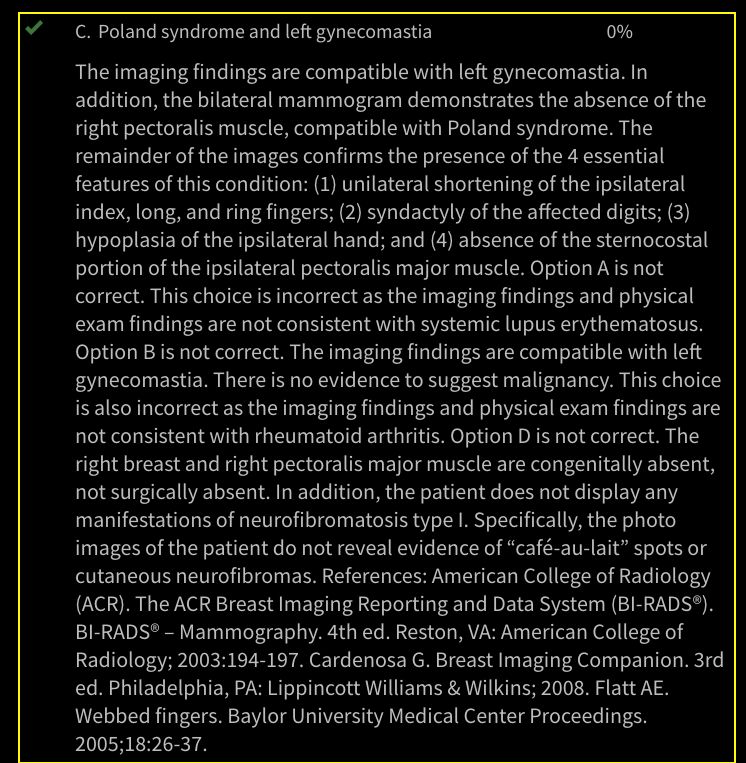 C. Poland syndrome and left gynecomastia 0%
The imaging findings are compatible with left gynecomastia. In
addition, the bilateral mammogram demonstrates the absence of the
right pectoralis muscle, compatible with Poland syndrome. The
remainder of the images confirms the presence of the 4 essential
features of this condition: (1) unilateral shortening of the ipsilateral
index, long, and ring fingers; (2) syndactyly of the affected digits; (3)
hypoplasia of the ipsilateral hand; and (4) absence of the sternocostal
portion of the ipsilateral pectoralis major muscle. Option A is not
correct. This choice is incorrect as the imaging findings and physical
exam findings are not consistent with systemic lupus erythematosus.
Option B is not correct. The imaging findings are compatible with left
gynecomastia. There is no evidence to suggest malignancy. This choice
is also incorrect as the imaging findings and physical exam findings are
not consistent with rheumatoid arthritis. Option D is not correct. The
right breast and right pectoralis major muscle are congenitally absent,
not surgically absent. In addition, the patient does not display any
manifestations of neurofibromatosis type I. Specifically, the photo
images of the patient do not reveal evidence of “café-au-lait” spots or
cutaneous neurofibromas. References: American College of Radiology
(ACR). The ACR Breast Imaging Reporting and Data System (BI-RADS®).
BI-RADS® – Mammography. 4th ed. Reston, VA: American College of
Radiology; 2003:194-197. Cardenosa G. Breast Imaging Companion. 3rd
ed. Philadelphia, PA: Lippincott Williams & Wilkins; 2008. Flatt AE.
Webbed fingers. Baylor University Medical Center Proceedings.
2005;18:26-37.